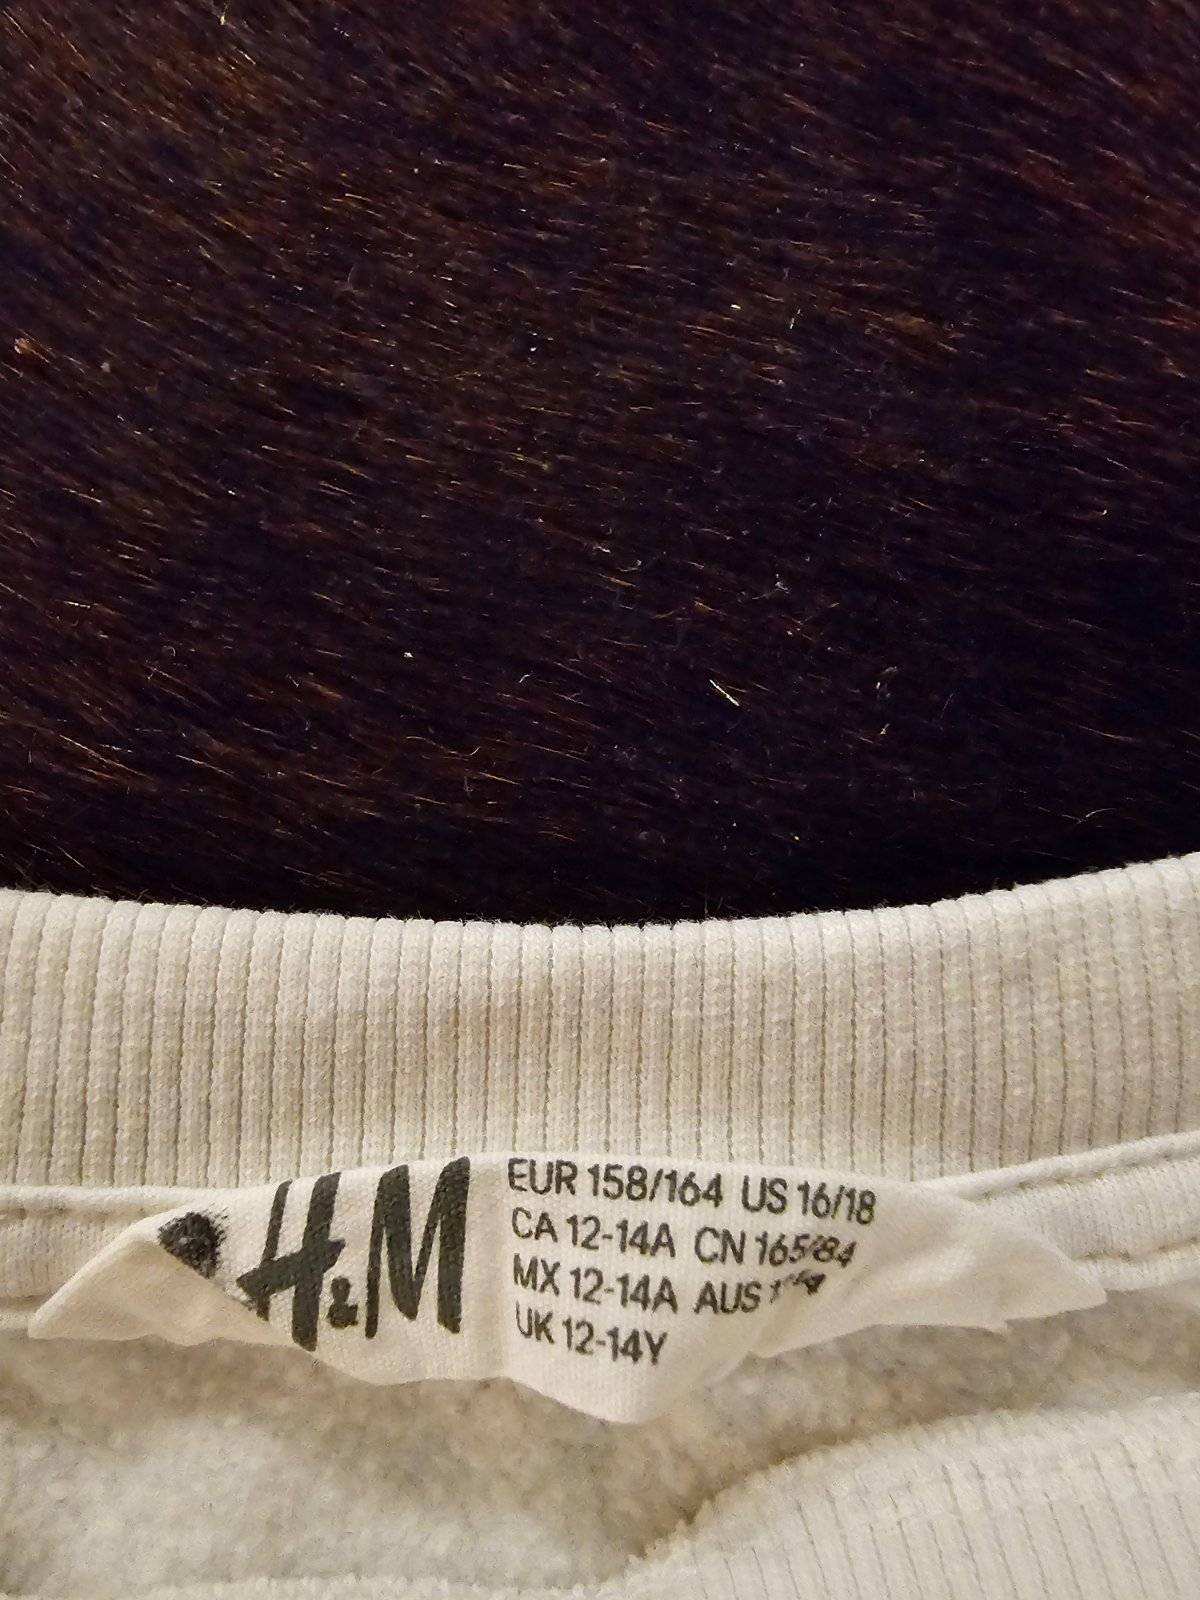 H&M
EUR 158/164 US 16/18
CA 12-14A CN 165/84
MX 12-14A AUS
UK 12-14Y